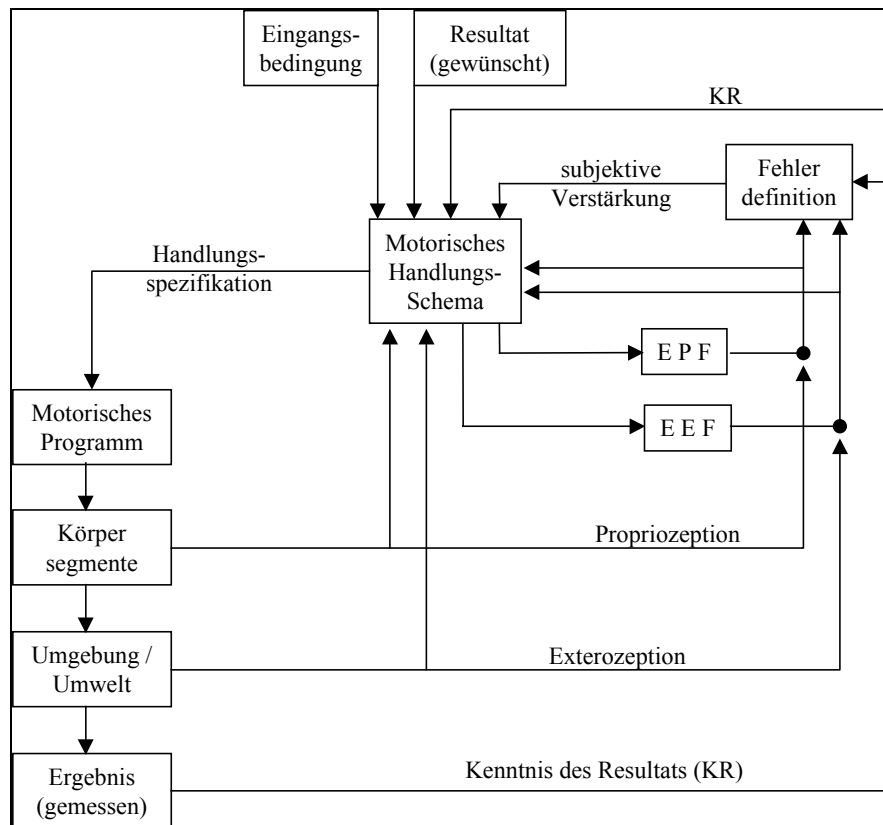 Eingangs-
bedingung
Resultat
(gewünscht)
KR
subjektive
Verstärkung
Fehler
definition
Handlungs-
spezifikation
Motorisches
Handlungs-
Schema
E P F
Motorisches
Programm
E E F
Körper
segmente
Propriozeption
Umgebung /
Umwelt
Exterozeption
Ergebnis
(gemessen)
Kenntnis des Resultats (KR)